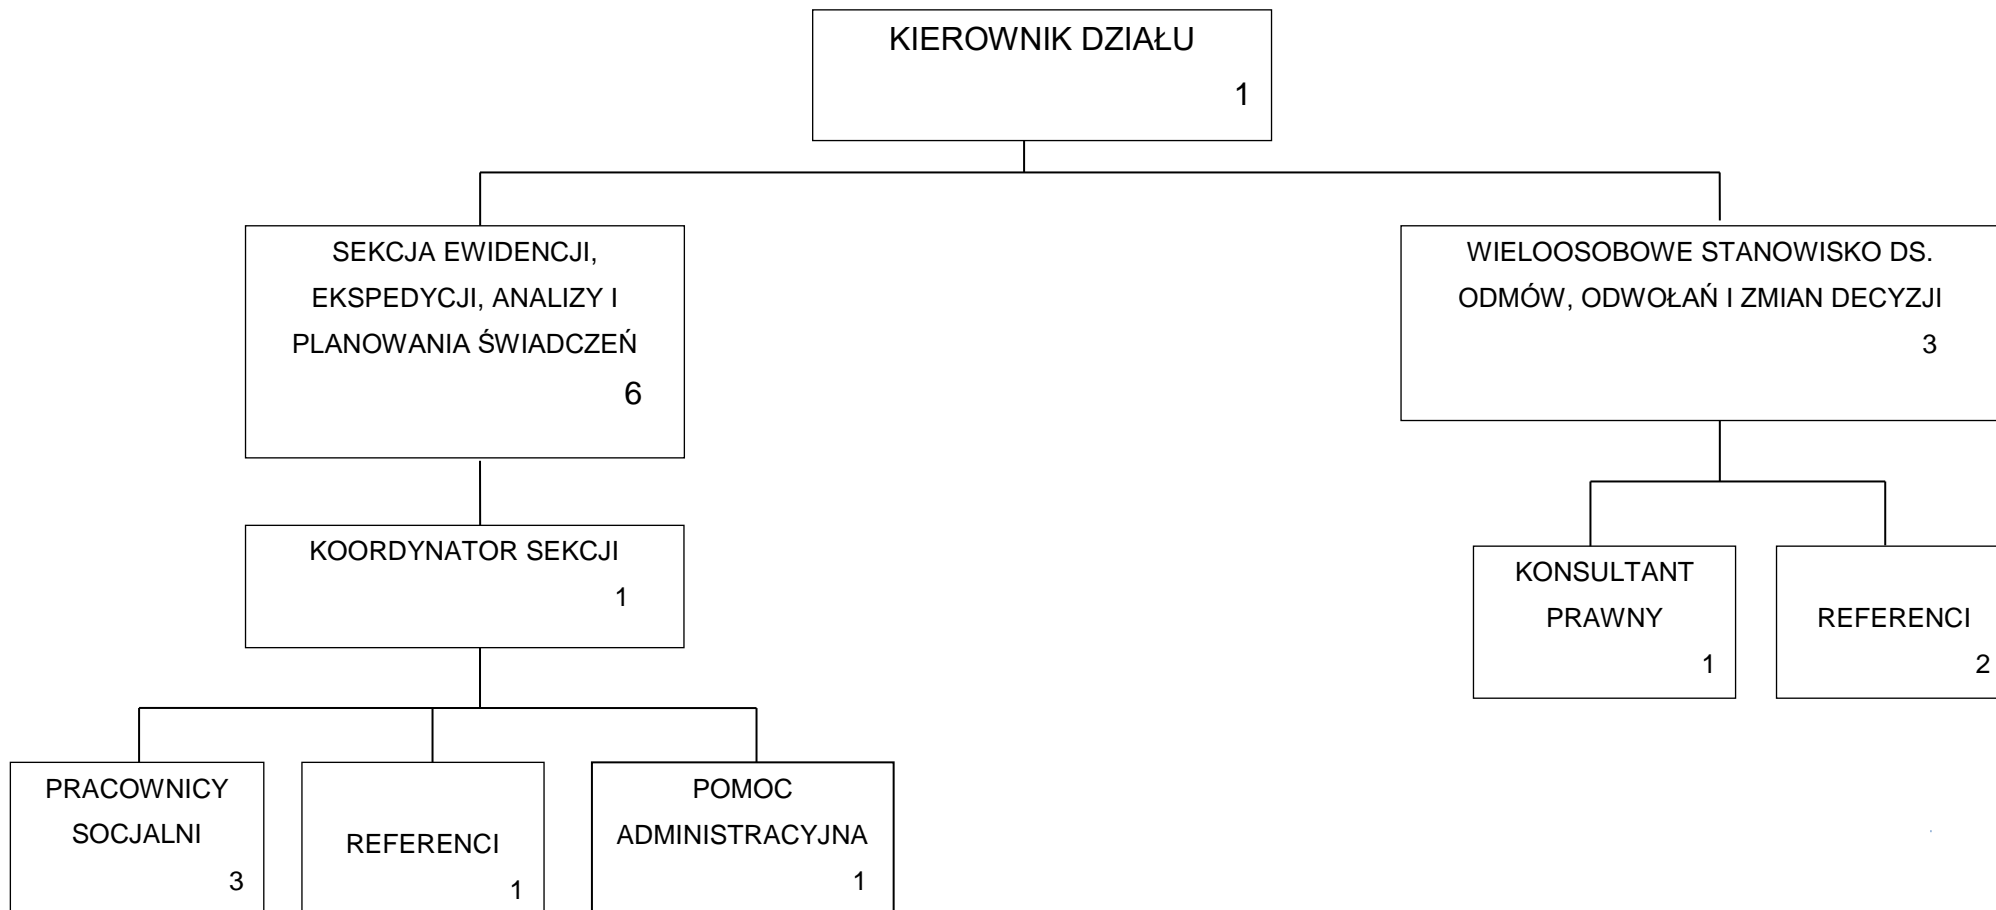 KIEROWNIK DZIAŁU
1
SEKCJA EWIDENCJI,
EKSPEDYCJI, ANALIZY I
PLANOWANIA ŚWIADCZEŃ
6
WIELOOSOBOWE STANOWISKO DS.
ODMÓW, ODWOŁAŃ I ZMIAN DECYZJI
3
KOORDYNATOR SEKCJI
1
KONSULTANT
PRAWNY
1
REFERENCI
2
PRACOWNICY
SOCJALNI
3
REFERENCI
1
POMOC
ADMINISTRACYJNA
1